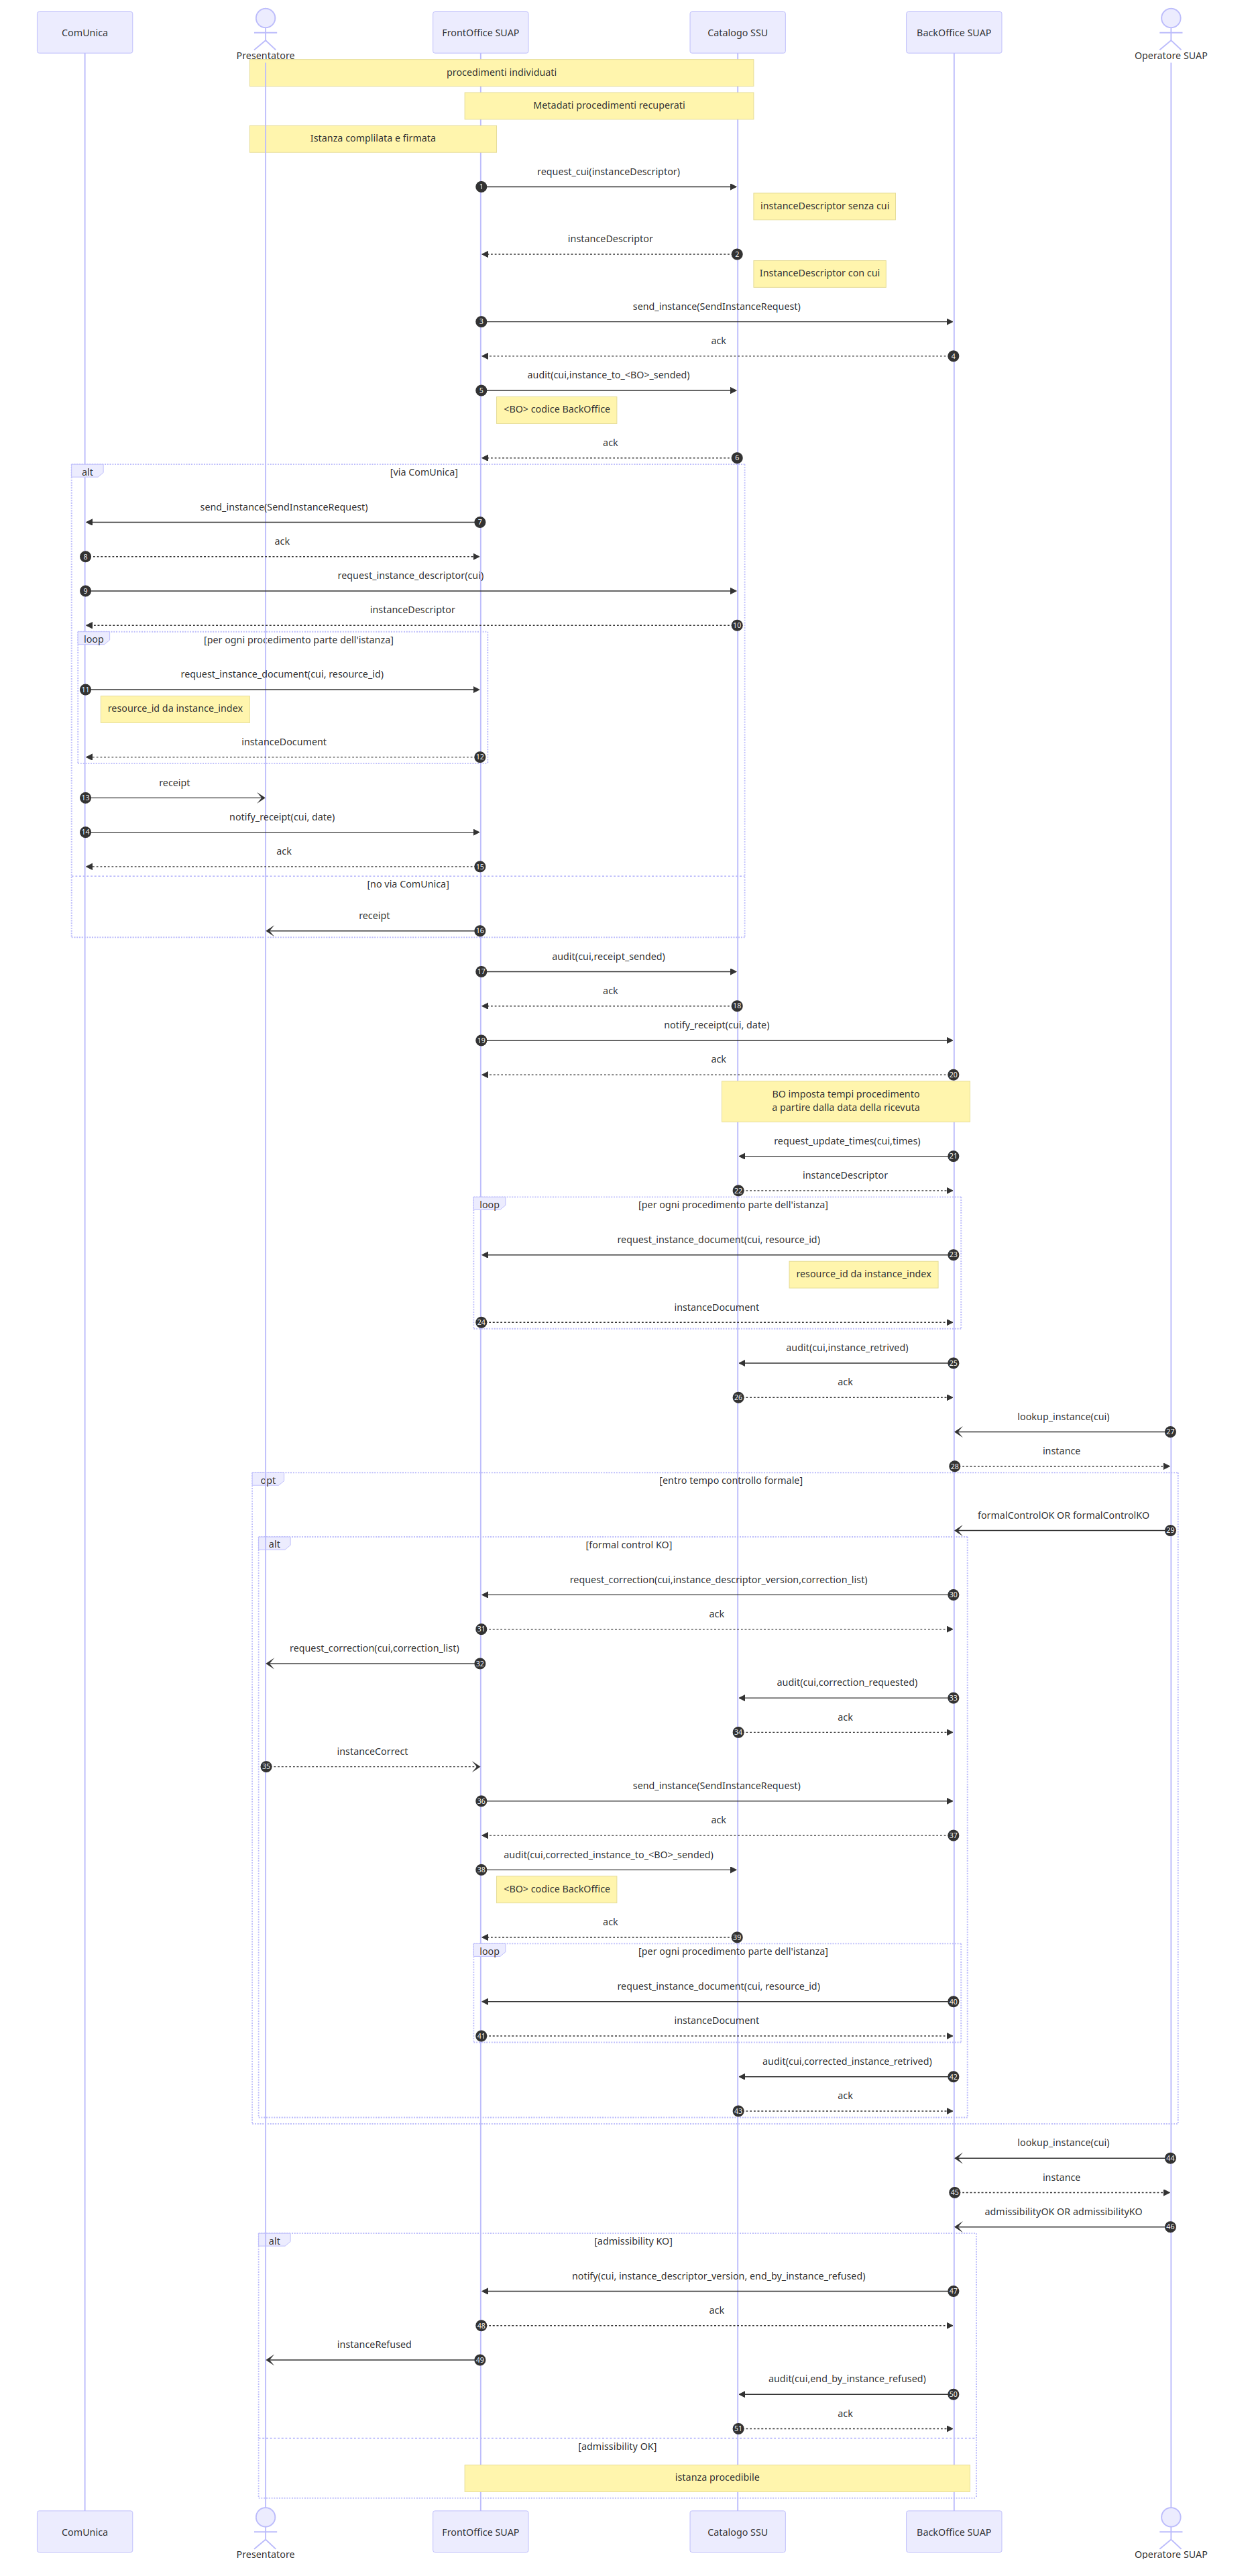 ComUnica
Presentatore
FrontOffice SUAP
Catalogo SSU
BackOffice SUAP
Operatore SUAP
procedimenti individuati
Metadati procedimenti recuperati
Istanza complilata e firmata
request_cui(instanceDescriptor)
1
instanceDescriptor senza cui
instanceDescriptor
2
InstanceDescriptor con cui
send_instance(SendInstanceRequest)
3
ack
4
audit(cui,instance_to_<BO>_sended)
5
<BO> codice BackOffice
ack
6
alt
[via ComUnica]
send_instance(SendInstanceRequest)
7
ack
8
request_instance_descriptor(cui)
9
instanceDescriptor
10
loop
[per ogni procedimento parte dell'istanza]
request_instance_document(cui, resource_id)
11
resource_id da instance_index
instanceDocument
12
receipt
13
notify_receipt(cui, date)
14
ack
15
[no via ComUnica]
receipt
16
audit(cui,receipt_sended)
17
ack
18
notify_receipt(cui, date)
19
ack
20
BO imposta tempi procedimento
a partire dalla data della ricevuta
request_update_times(cui,times)
21
instanceDescriptor
22
loop
[per ogni procedimento parte dell'istanza]
request_instance_document(cui, resource_id)
23
resource_id da instance_index
instanceDocument
24
audit(cui,instance_retrived)
25
ack
26
lookup_instance(cui)
27
instance
28
opt
[entro tempo controllo formale]
formalControlOK OR formalControlKO
29
alt
[formal control KO]
request_correction(cui,instance_descriptor_version,correction_list)
30
ack
31
request_correction(cui,correction_list)
32
audit(cui,correction_requested)
33
ack
34
instanceCorrect
35
send_instance(SendInstanceRequest)
36
ack
37
audit(cui,corrected_instance_to_<BO>_sended)
38
<BO> codice BackOffice
ack
39
loop
[per ogni procedimento parte dell'istanza]
request_instance_document(cui, resource_id)
40
instanceDocument
41
audit(cui,corrected_instance_retrived)
42
ack
43
lookup_instance(cui)
44
instance
45
admissibilityOK OR admissibilityKO
46
alt
[admissibility KO]
notify(cui, instance_descriptor_version, end_by_instance_refused)
47
ack
48
instanceRefused
49
audit(cui,end_by_instance_refused)
50
ack
51
[admissibility OK]
istanza procedibile
ComUnica
Presentatore
FrontOffice SUAP
Catalogo SSU
BackOffice SUAP
Operatore SUAP